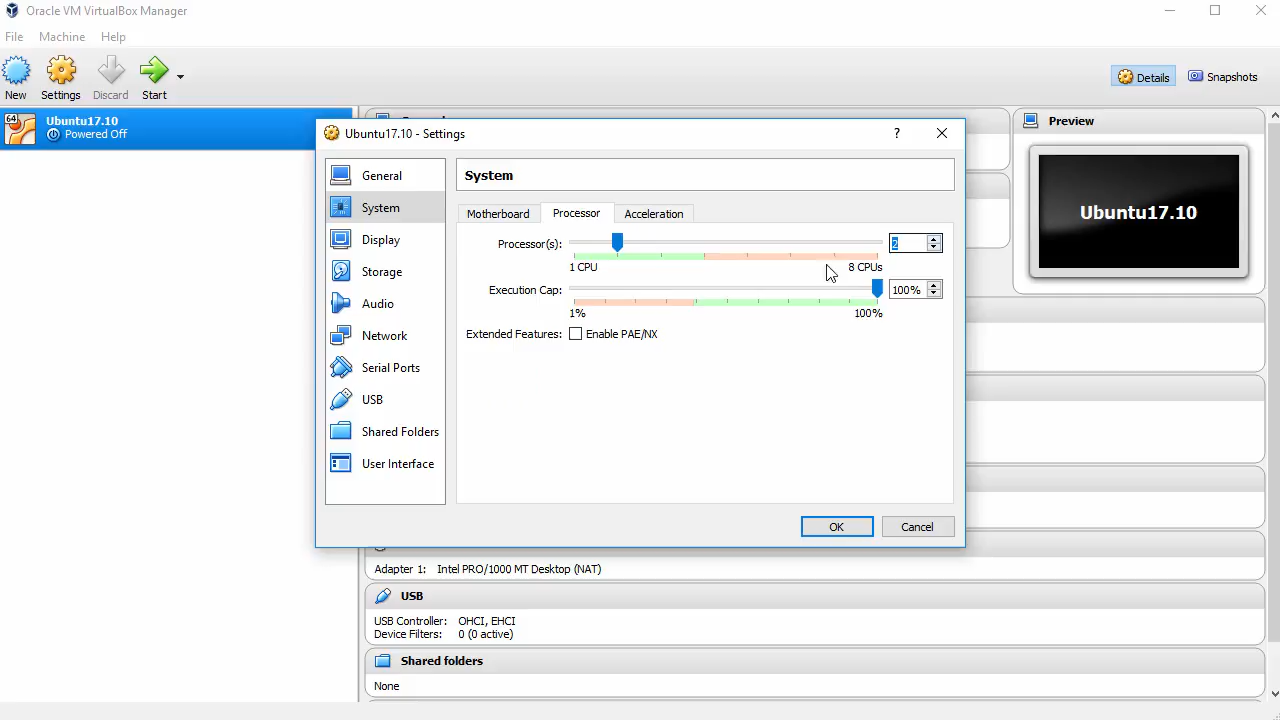 Oracle VM VirtualBox Manager
File Machine Help
New Settings Discard Start Details Snapshots
64 Ubuntu17.10
Powered Off
Preview
Ubuntu17.10
Ubuntu17.10 - Settings
?
General
System
Display
Storage
Audio
Network
Serial Ports
USB
Shared Folders
User Interface
System
Motherboard Processor Acceleration
Processor(s): 2
1 CPU 8 CPUs
Execution Cap: 100%
1% 100%
Extended Features: Enable PAE/NX
OK Cancel
Adapter 1: Intel PRO/1000 MT Desktop (NAT)
USB
USB Controller: OHCI, EHCI
Device Filters: 0 (0 active)
Shared folders
None